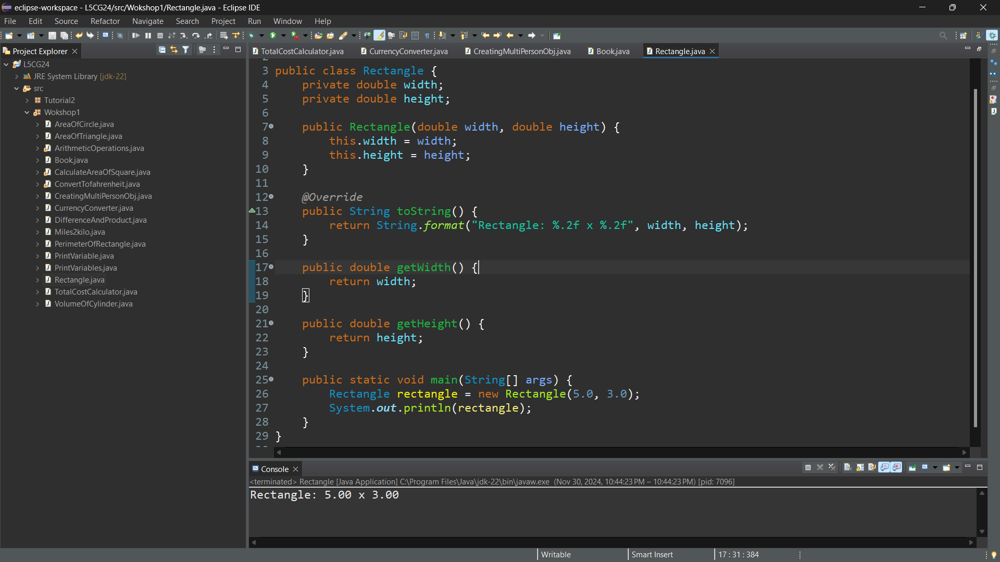 eclipse-workspace - L5CG24/src/Wokshop1/Rectangle.java - Eclipse IDE
File Edit Source Refactor Navigate Search Project Run Window Help
Project Explorer
L5CG24
JRE System Library [jdk-22]
src
Tutorial2
Wokshop1
AreaOfCircle.java
AreaOfTriangle.java
ArithmeticOperations.java
Book.java
CalculateAreaOfSquare.java
ConvertTofahrenheit.java
CreatingMultiPersonObj.java
CurrencyConverter.java
DifferenceAndProduct.java
Miles2kilo.java
PerimeterOfRectangle.java
PrintVariable.java
PrintVariables.java
Rectangle.java
TotalCostCalculator.java
VolumeOfCylinder.java
TotalCostCalculator.java CurrencyConverter.java CreatingMultiPersonObj.java Book.java Rectangle.java
3 public class Rectangle {
4 private double width;
5 private double height;
6
7 public Rectangle(double width, double height) {
8 this.width = width;
9 this.height = height;
10 }
11
12 @Override
13 public String toString() {
14 return String.format("Rectangle: %.2f x %.2f", width, height);
15 }
16
17 public double getWidth() {
18 return width;
19 }
20
21 public double getHeight() {
22 return height;
23 }
24
25 public static void main(String[] args) {
26 Rectangle rectangle = new Rectangle(5.0, 3.0);
27 System.out.println(rectangle);
28 }
29 }
Console
<terminated> Rectangle [Java Application] C:\Program Files\Java\jdk-22\bin\javaw.exe (Nov 30, 2024, 10:44:23 PM – 10:44:23 PM) [pid: 7096]
Rectangle: 5.00 x 3.00
Writable Smart Insert 17 : 31 : 384